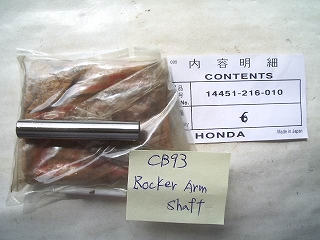 内容明細
CONTENTS
No. 14451-216-010
6
HONDA Made in Japan
CB93
Rocker Arm
Shaft